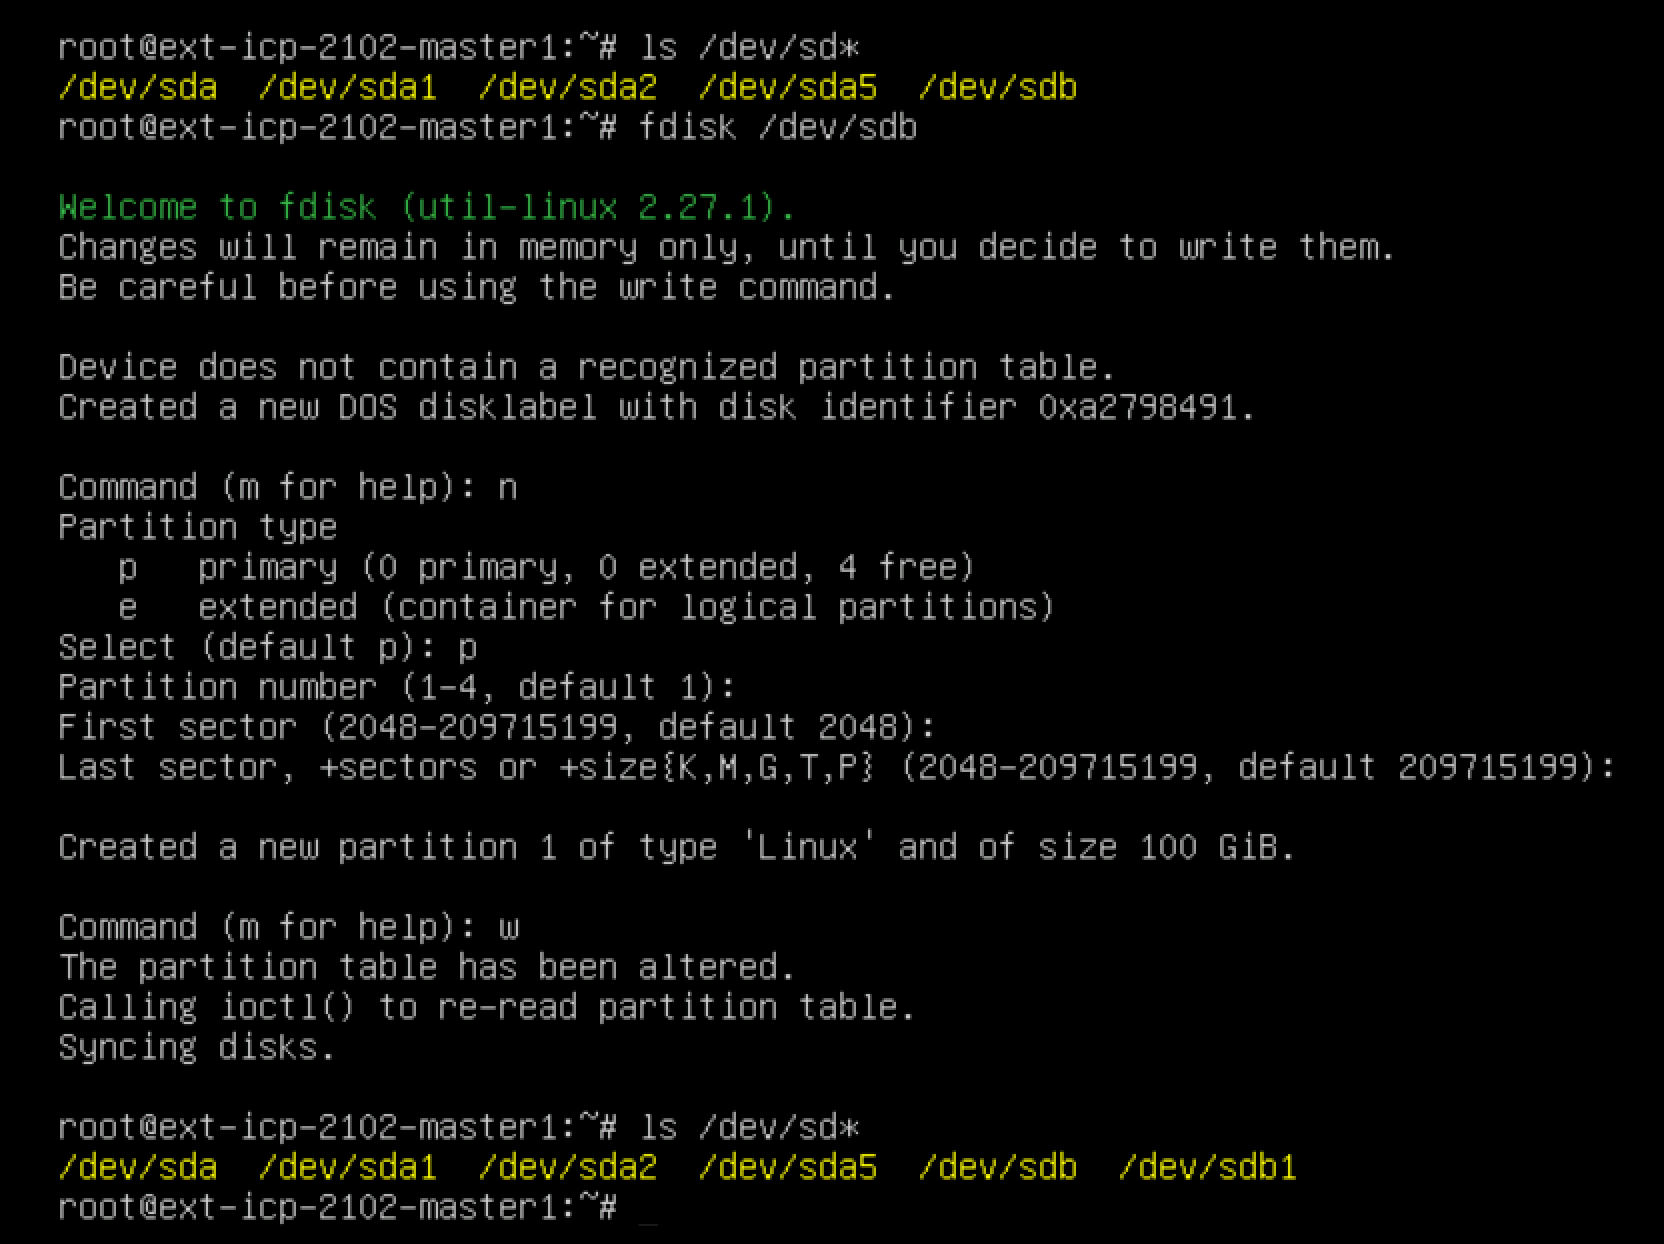 root@ext-icp-2102-master1:~# ls /dev/sd*
/dev/sda  /dev/sda1  /dev/sda2  /dev/sda5  /dev/sdb
root@ext-icp-2102-master1:~# fdisk /dev/sdb
Welcome to fdisk (util-linux 2.27.1).
Changes will remain in memory only, until you decide to write them.
Be careful before using the write command.
Device does not contain a recognized partition table.
Created a new DOS disklabel with disk identifier 0xa2798491.
Command (m for help): n
Partition type
   p   primary (0 primary, 0 extended, 4 free)
   e   extended (container for logical partitions)
Select (default p): p
Partition number (1-4, default 1):
First sector (2048-209715199, default 2048):
Last sector, +sectors or +size{K,M,G,T,P} (2048-209715199, default 209715199):
Created a new partition 1 of type 'Linux' and of size 100 GiB.
Command (m for help): w
The partition table has been altered.
Calling ioctl() to re-read partition table.
Syncing disks.
root@ext-icp-2102-master1:~# ls /dev/sd*
/dev/sda  /dev/sda1  /dev/sda2  /dev/sda5  /dev/sdb  /dev/sdb1
root@ext-icp-2102-master1:~# _